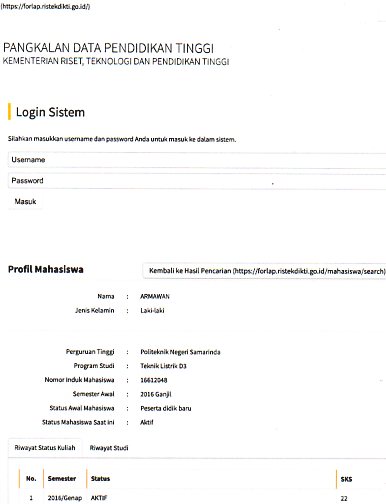 (https://forlap.ristekdikti.go.id/)
PANGKALAN DATA PENDIDIKAN TINGGI
KEMENTERIAN RISET, TEKNOLOGI DAN PENDIDIKAN TINGGI
Login Sistem
Silahkan masukkan username dan password Anda untuk masuk ke dalam sistem.
Username
Password
Masuk
Profil Mahasiswa
Kembali ke Hasil Pencarian (https://forlap.ristekdikti.go.id/mahasiswa/search)
Nama : ARMAWAN
Jenis Kelamin : Laki-laki
Perguruan Tinggi : Politeknik Negeri Samarinda
Program Studi : Teknik Listrik D3
Nomor Induk Mahasiswa : 16612048
Semester Awal : 2016 Ganjil
Status Awal Mahasiswa : Peserta didik baru
Status Mahasiswa Saat ini : Aktif
Riwayat Status Kuliah Riwayat Studi
No. Semester Status SKS
1 2016/Genap AKTIF 22